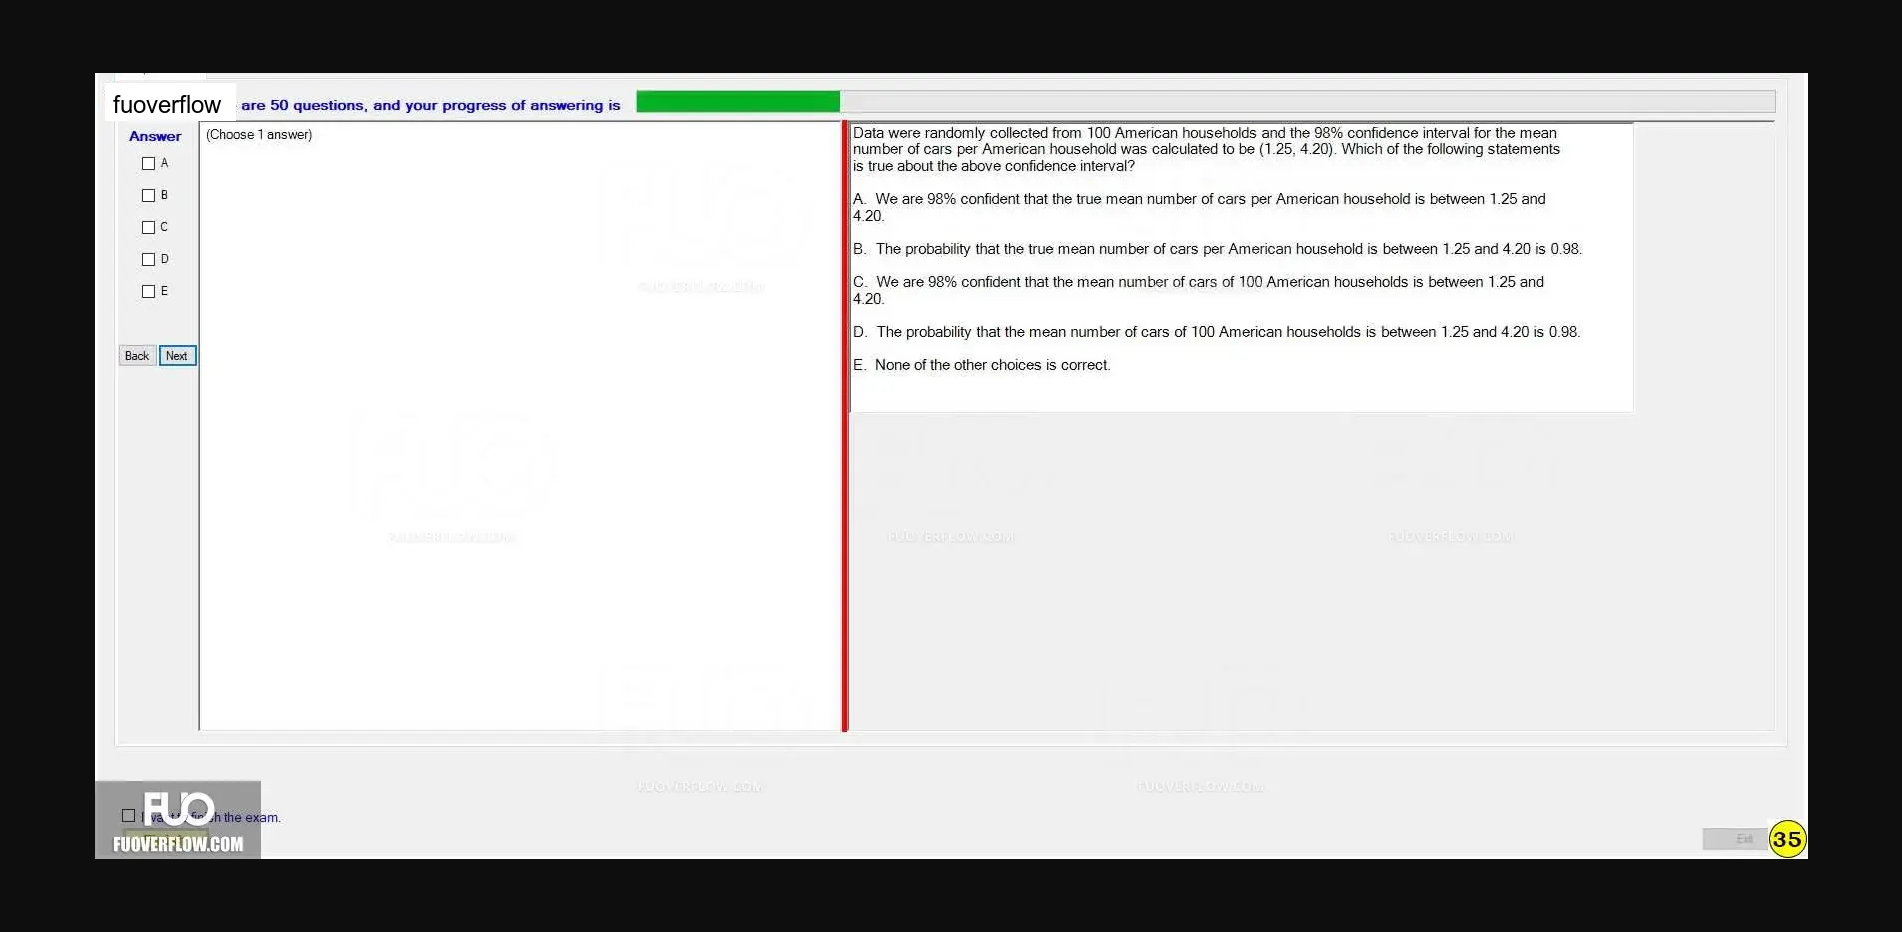 fuoverflow
are 50 questions, and your progress of answering is
Answer
(Choose 1 answer)
A
B
C
D
E
Back Next
Data were randomly collected from 100 American households and the 98% confidence interval for the mean
number of cars per American household was calculated to be (1.25, 4.20). Which of the following statements
is true about the above confidence interval?
A. We are 98% confident that the true mean number of cars per American household is between 1.25 and
4.20.
B. The probability that the true mean number of cars per American household is between 1.25 and 4.20 is 0.98.
C. We are 98% confident that the mean number of cars of 100 American households is between 1.25 and
4.20.
D. The probability that the mean number of cars of 100 American households is between 1.25 and 4.20 is 0.98.
E. None of the other choices is correct.
FUOVERFLOW.COM
FUOVERFLOW.COM
FUOVERFLOW.COM
FUOVERFLOW.COM
FUOVERFLOW.COM
FUOVERFLOW.COM
FUO
I want to finish the exam.
FUOVERFLOW.COM
Exit
35